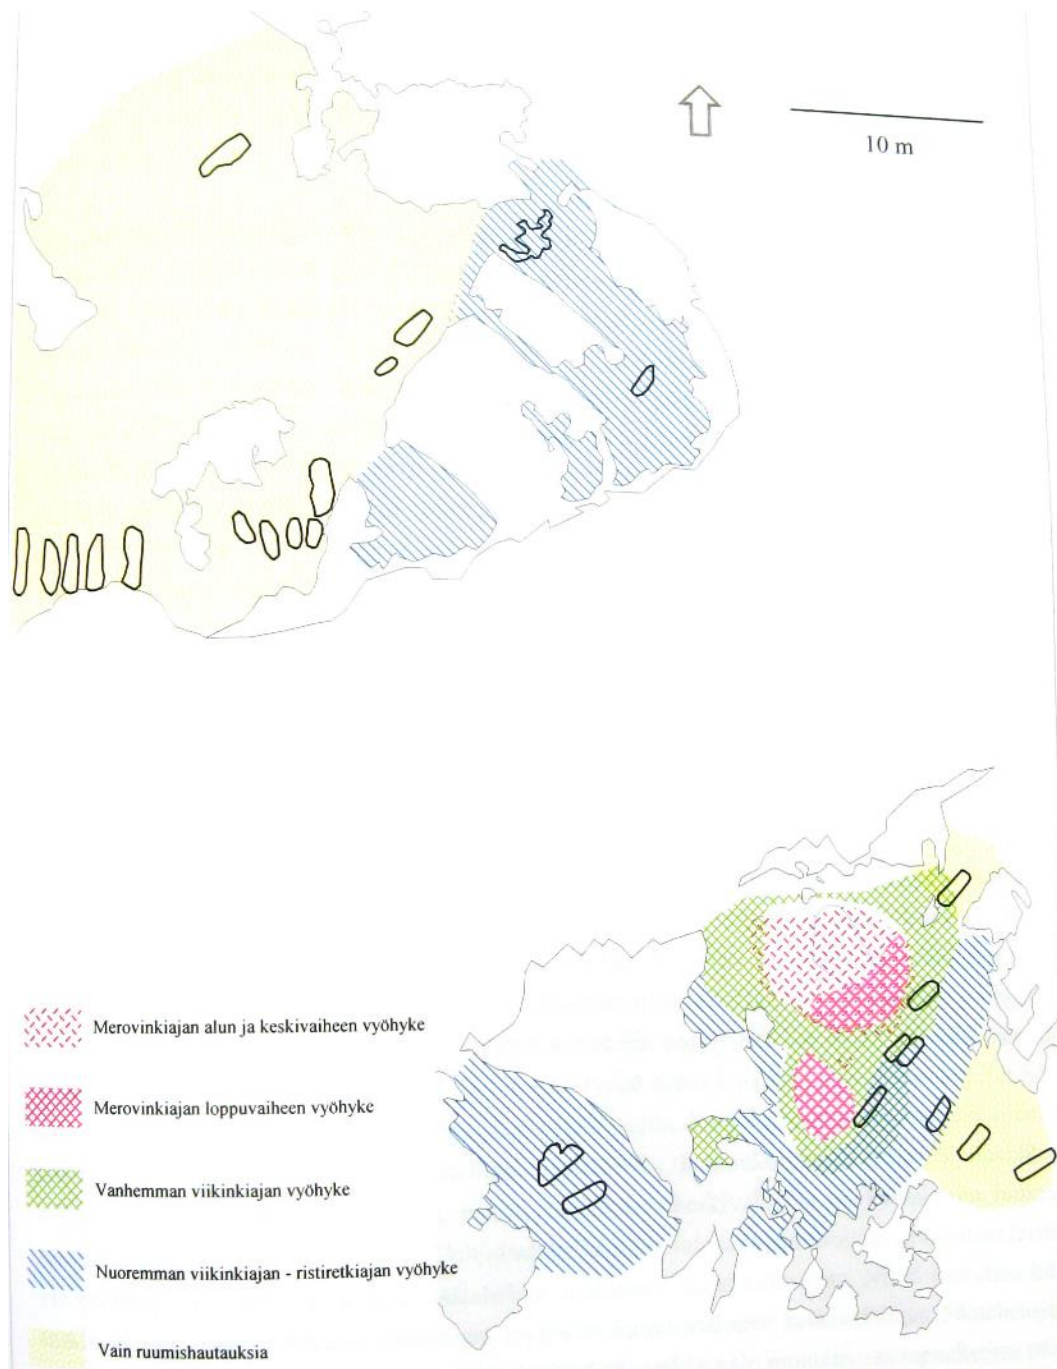 10 m
Merovinkiajan alun ja keskivaiheen vyöhyke
Merovinkiajan loppuvaiheen vyöhyke
Vanhemman viikinkiajan vyöhyke
Nuoremman viikinkiajan - ristiretkiajan vyöhyke
Vain ruumishautauksia